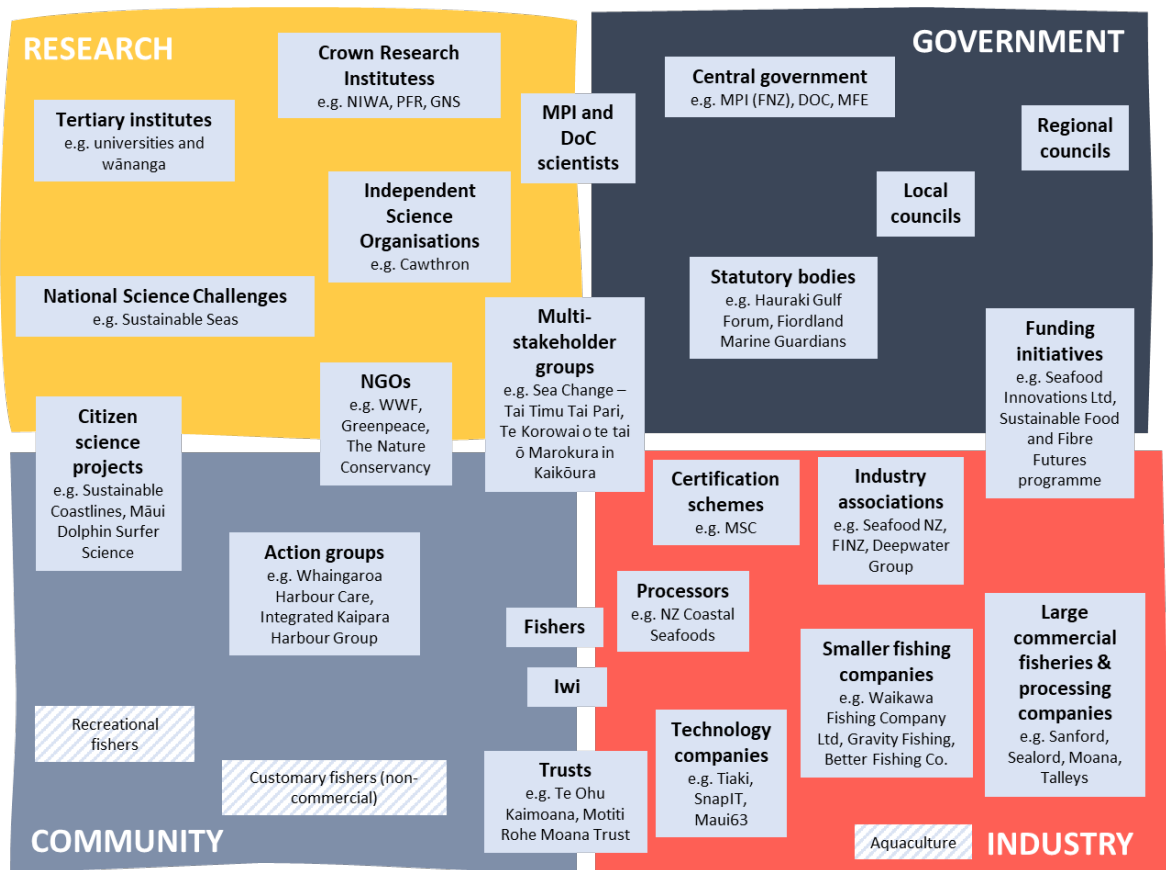 RESEARCH
Crown Research
Institutess
e.g. NIWA, PFR, GNS
Tertiary institutes
e.g. universities and
wānanga
MPI and
DoC
scientists
Independent
Science
Organisations
e.g. Cawthron
National Science Challenges
e.g. Sustainable Seas
GOVERNMENT
Central government
e.g. MPI (FNZ), DOC, MFE
Regional
councils
Local
councils
Statutory bodies
e.g. Hauraki Gulf
Forum, Fiordland
Marine Guardians
Multi-
stakeholder
groups
e.g. Sea Change –
Tai Timu Tai Pari,
Te Korowai o te tai
ō Marokura in
Kaikōura
Funding
initiatives
e.g. Seafood
Innovations Ltd,
Sustainable Food
and Fibre
Futures
programme
NGOs
e.g. WWF,
Greenpeace,
The Nature
Conservancy
Citizen
science
projects
e.g. Sustainable
Coastlines, Māui
Dolphin Surfer
Science
Action groups
e.g. Whaingaroa
Harbour Care,
Integrated Kaipara
Harbour Group
Fishers
Iwi
Recreational
fishers
Customary fishers (non-
commercial)
Trusts
e.g. Te Ohu
Kaimoana, Motiti
Rohe Moana Trust
COMMUNITY
Certification
schemes
e.g. MSC
Industry
associations
e.g. Seafood NZ,
FINZ, Deepwater
Group
Processors
e.g. NZ Coastal
Seafoods
Smaller fishing
companies
e.g. Waikawa
Fishing Company
Ltd, Gravity Fishing,
Better Fishing Co.
Large
commercial
fisheries &
processing
companies
e.g. Sanford,
Sealord, Moana,
Talleys
Technology
companies
e.g. Tiaki,
SnapIT,
Maui63
Aquaculture
INDUSTRY